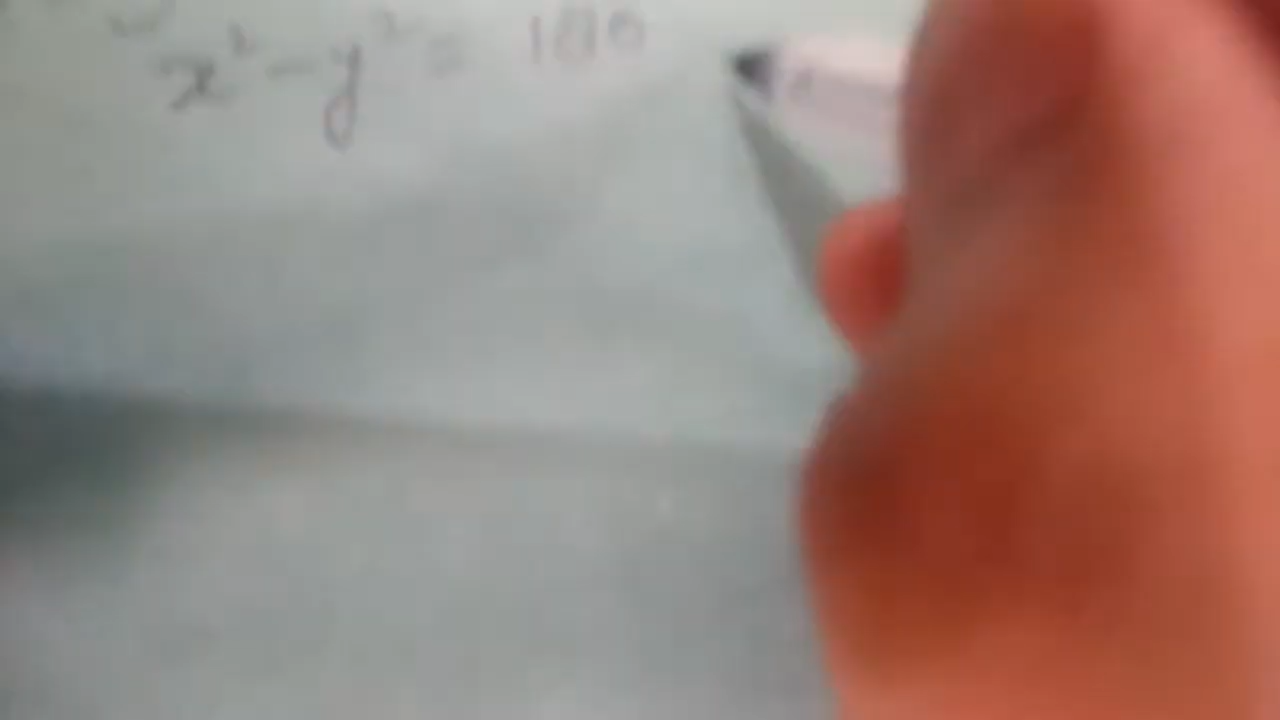 x² - y² = 180